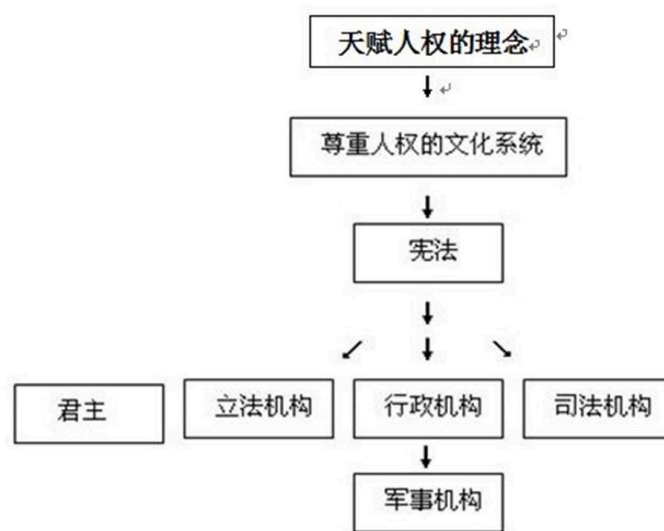 天赋人权的理念
尊重人权的文化系统
宪法
君主
立法机构
行政机构
司法机构
军事机构